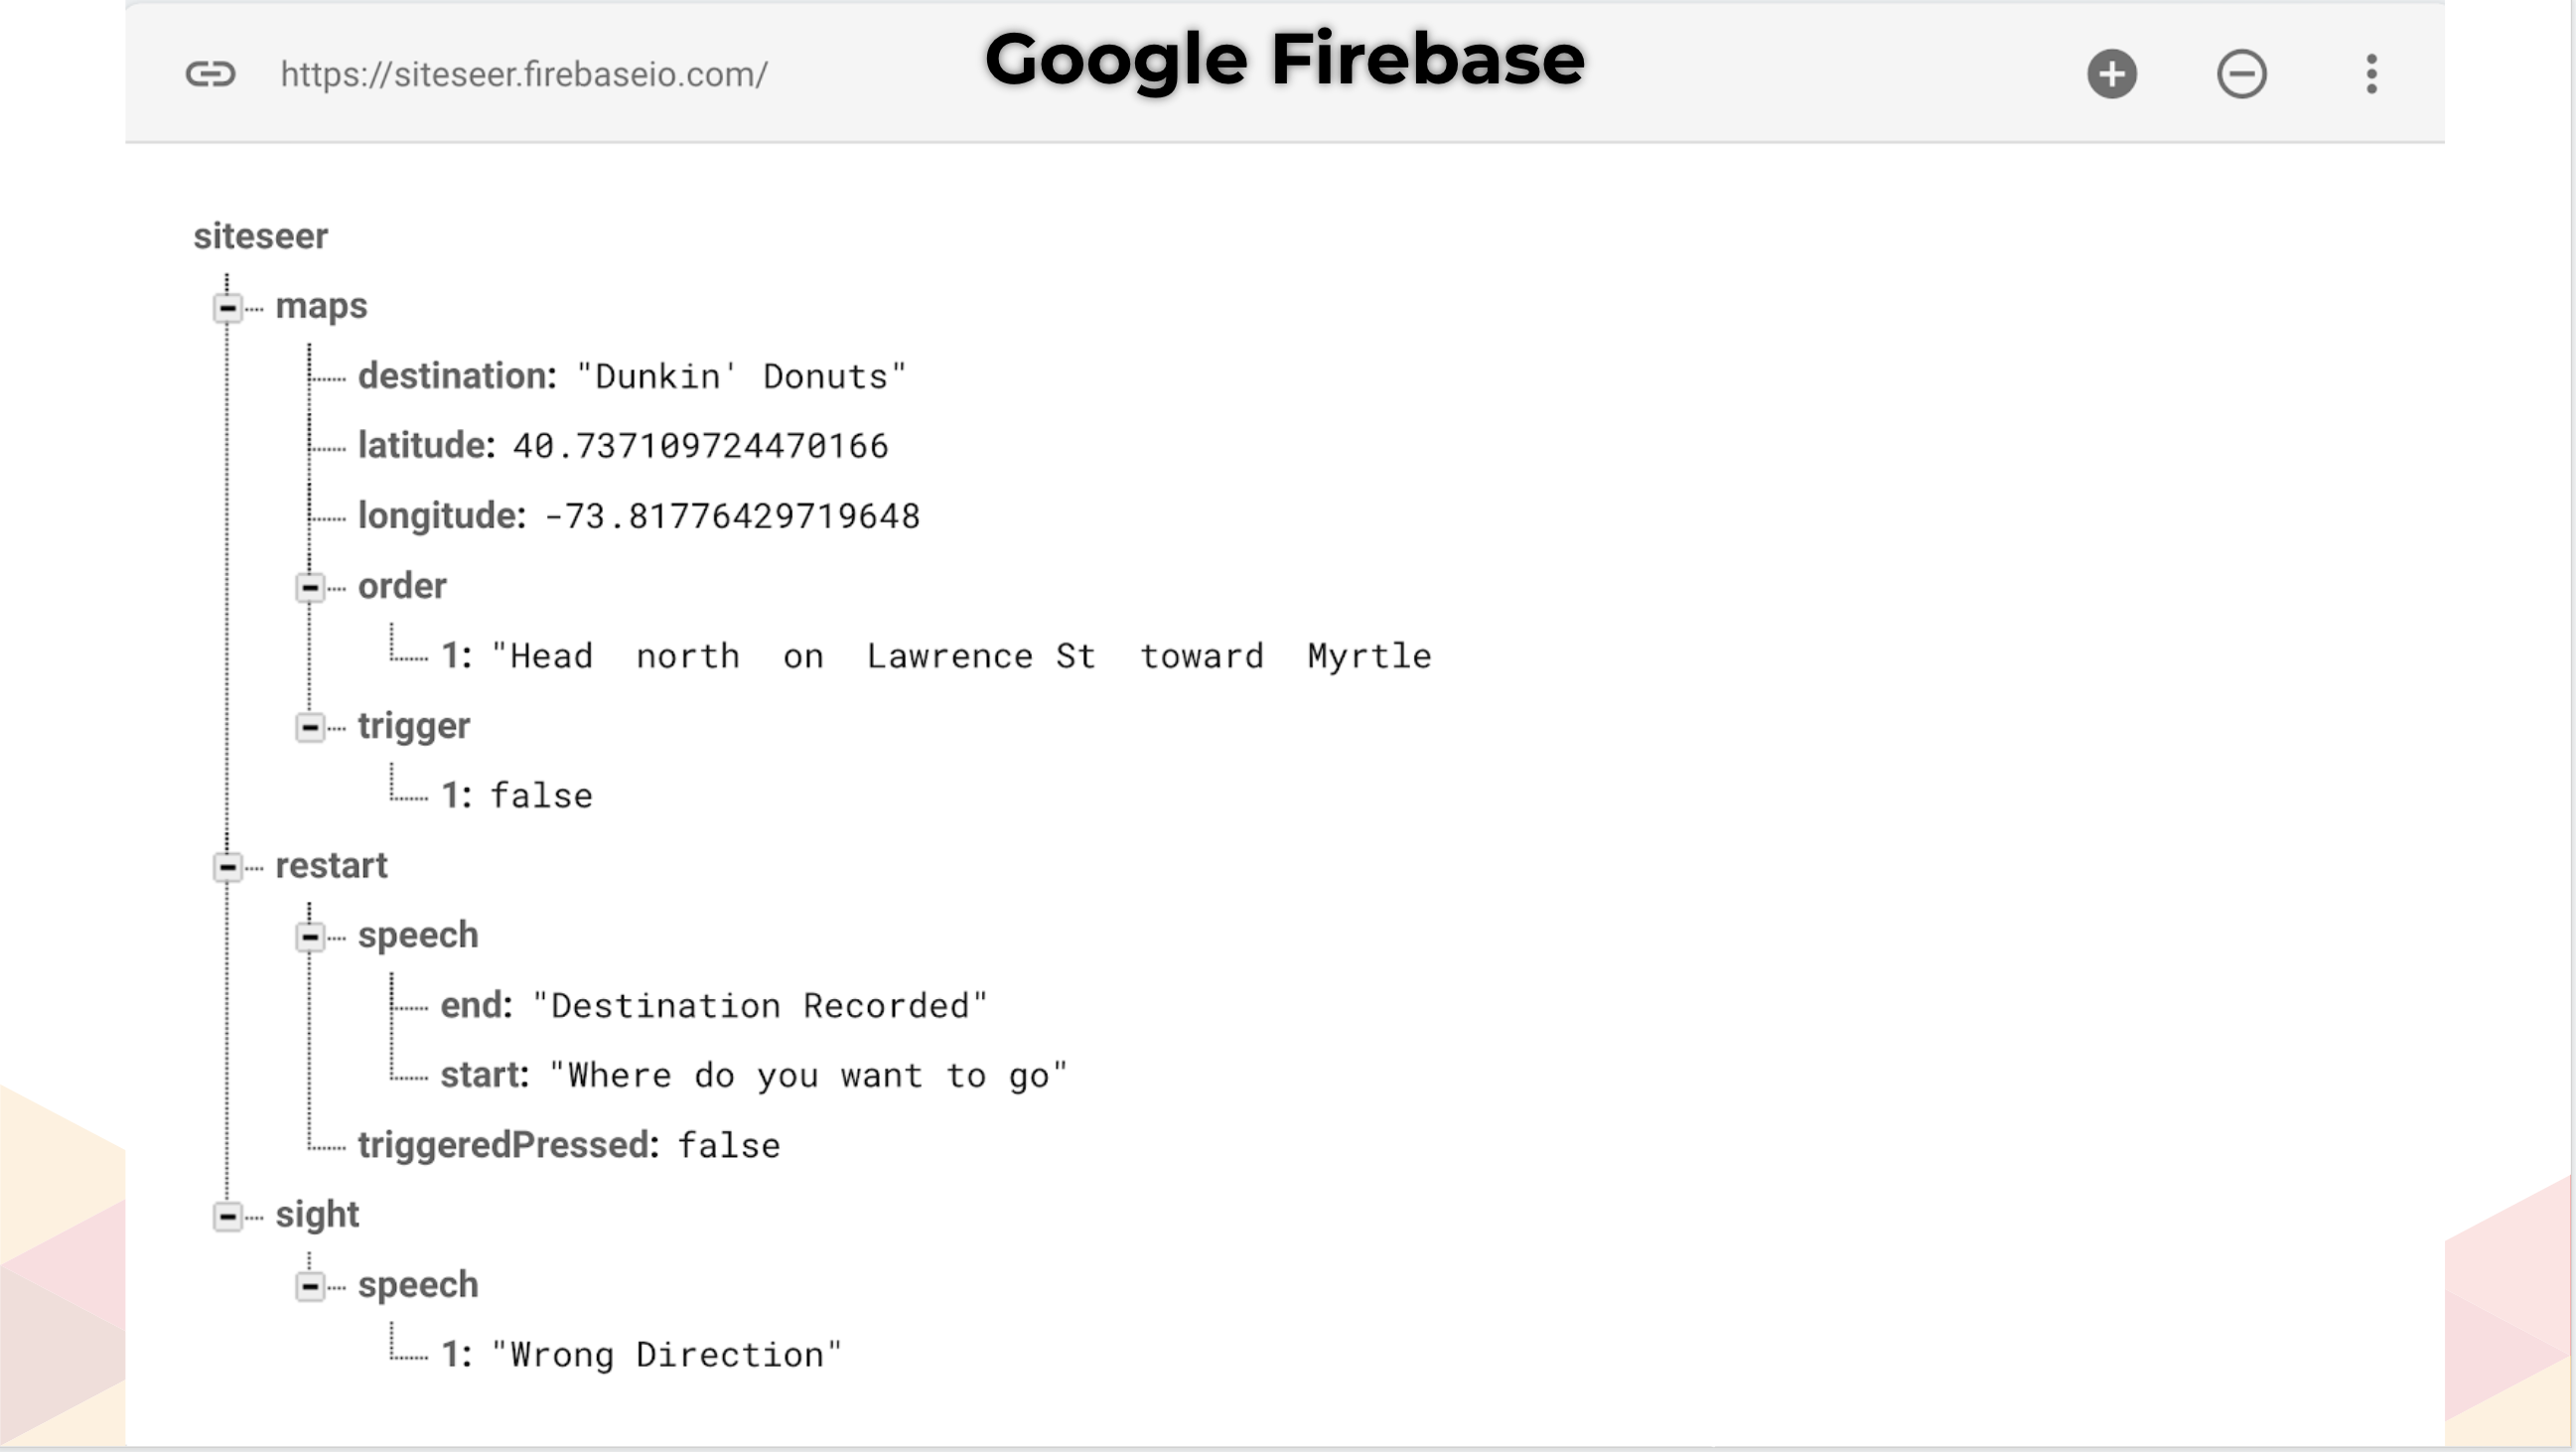 Google Firebase
https://siteseer.firebaseio.com/
siteseer
maps
destination: "Dunkin' Donuts"
latitude: 40.737109724470166
longitude: -73.81776429719648
order
1: "Head  north  on  Lawrence St  toward  Myrtle
trigger
1: false
restart
speech
end: "Destination Recorded"
start: "Where do you want to go"
triggeredPressed: false
sight
speech
1: "Wrong Direction"